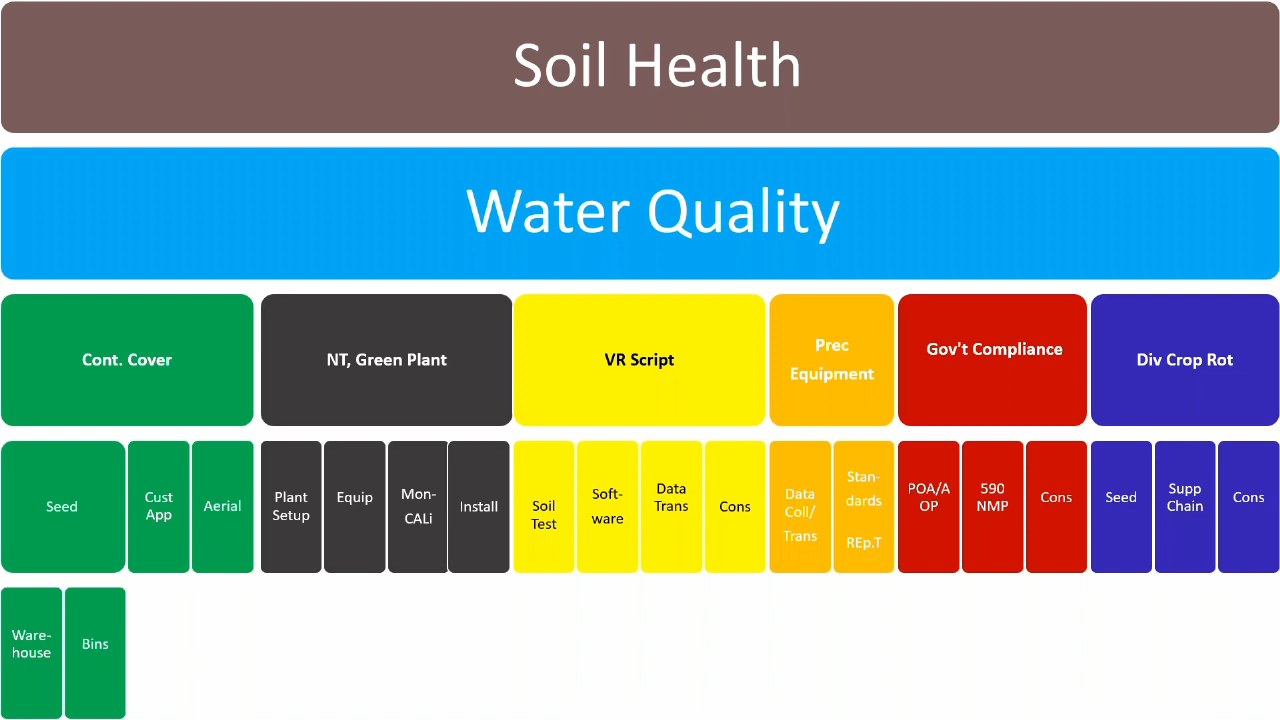 Soil Health
Water Quality
Cont. Cover
NT, Green Plant
VR Script
Prec
Equipment
Gov't Compliance
Div Crop Rot
Seed
Cust
App
Aerial
Plant
Setup
Equip
Mon-
CALi
Install
Soil
Test
Soft-
ware
Data
Trans
Cons
Data
Coll/
Trans
Stan-
dards
REp.T
POA/A
OP
590
NMP
Cons
Seed
Supp
Chain
Cons
Ware-
house
Bins